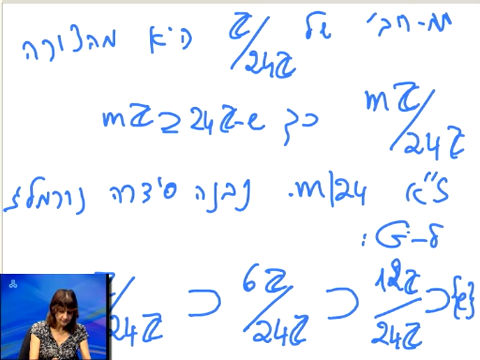 תת-חב' של ℤ/24ℤ היא מהצורה
mℤ/24ℤ כך ש-mℤ⊇24ℤ
ז"א m|24. נבנה סידרה נורמלית
ל-G:
/24ℤ ⊃ 6ℤ/24ℤ ⊃ 12ℤ/24ℤ ⊃{e}